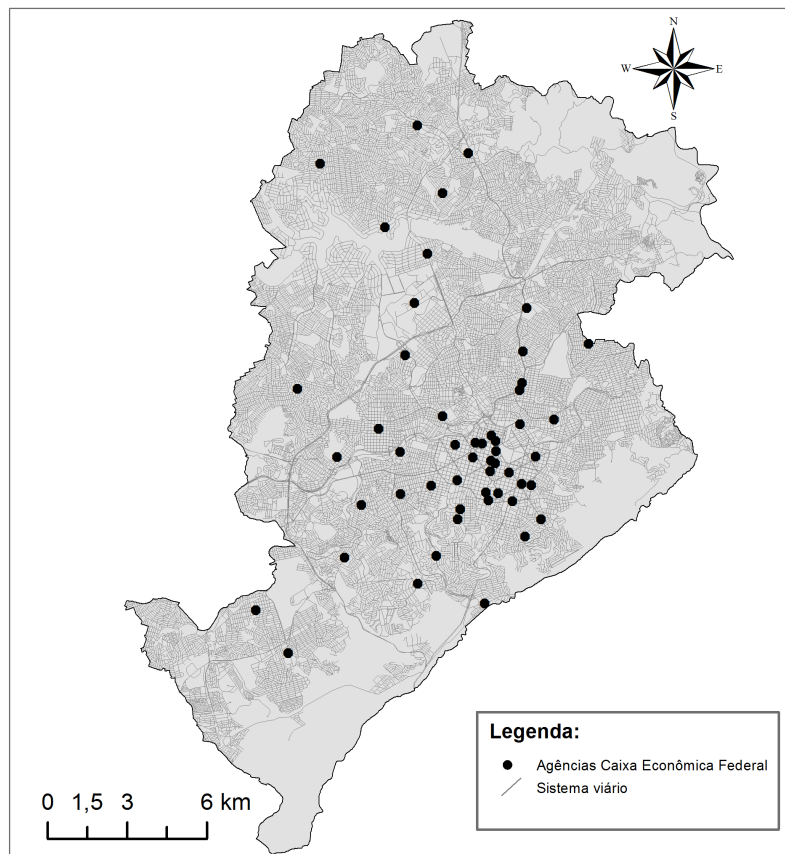 N
W E
S
Legenda:
Agências Caixa Econômica Federal
Sistema viário
0 1,5 3 6 km